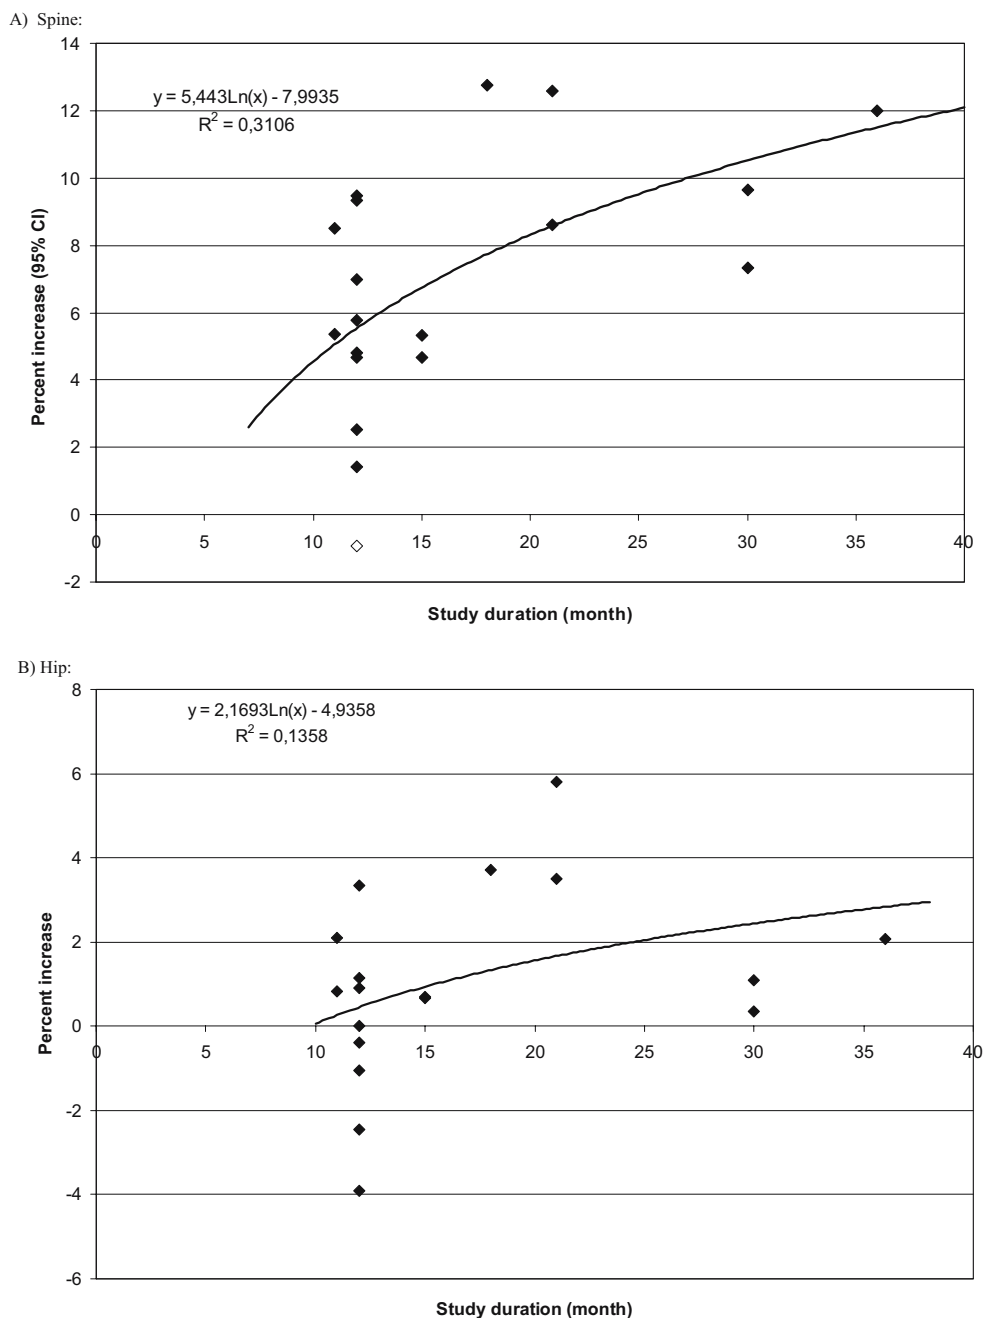 A) Spine:
14
y = 5,443Ln(x) - 7,9935
R² = 0,3106
12
10
8
6
4
2
0
-2
Percent increase (95% CI)
0 5 10 15 20 25 30 35 40
Study duration (month)
B) Hip:
8
y = 2,1693Ln(x) - 4,9358
R² = 0,1358
6
4
2
0
-2
-4
-6
Percent increase
0 5 10 15 20 25 30 35 40
Study duration (month)